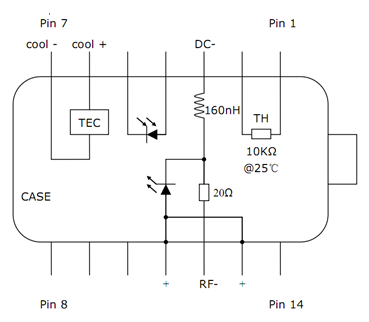 Pin 7 Pin 1
cool - cool + DC-
160nH
TEC TH
10KΩ
@25℃
20Ω
CASE
+ RF- +
Pin 8 Pin 14